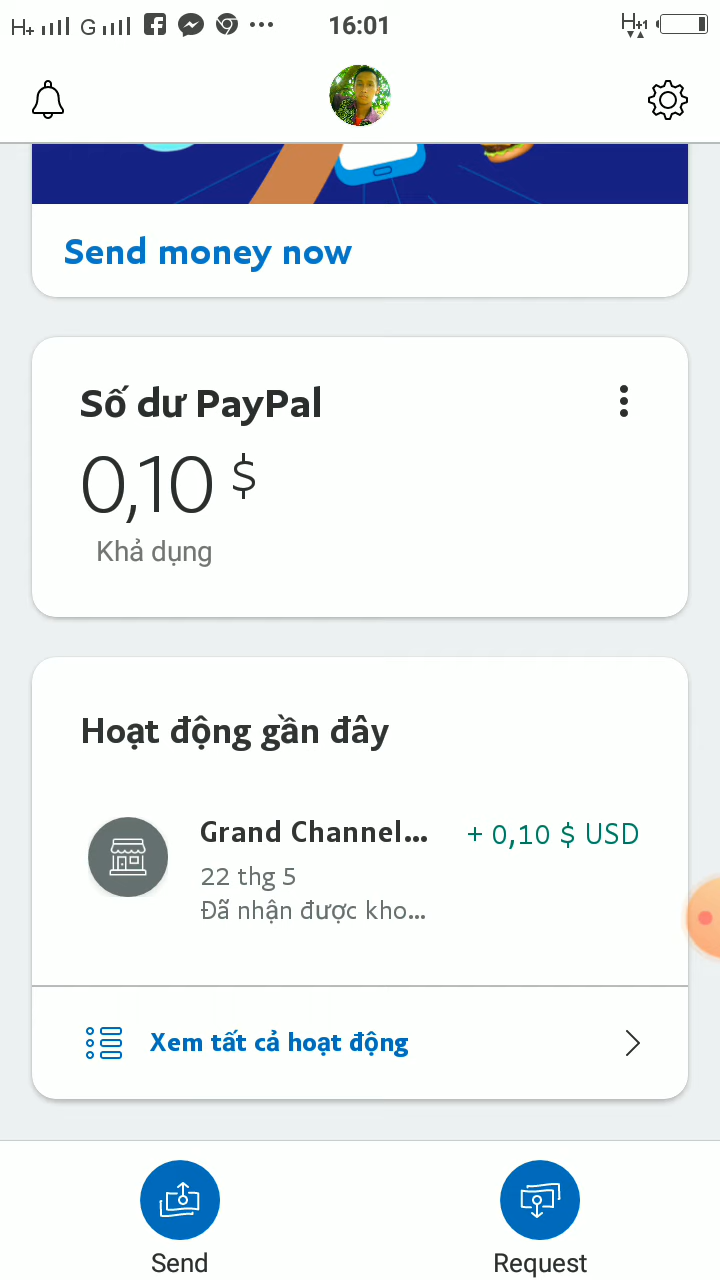 H+ G 16:01 H+1
Send money now
Số dư PayPal
0,10 $
Khả dụng
Hoạt động gần đây
Grand Channel... + 0,10 $ USD
22 thg 5
Đã nhận được kho...
Xem tất cả hoạt động
Send Request